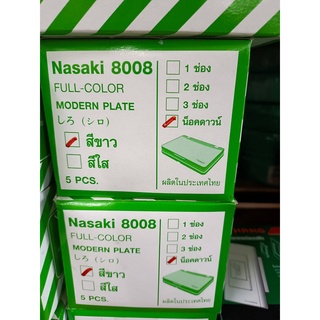 Nasaki 8008
FULL-COLOR
MODERN PLATE
しろ (シロ)
สีขาว
สีใส
5 PCS.
1 ช่อง
2 ช่อง
3 ช่อง
น็อคดาวน์
ผลิตในประเทศไทย
Nasaki 8008
FULL-COLOR
MODERN PLATE
しろ (シロ)
สีขาว
สีใส
5 PCS.
1 ช่อง
2 ช่อง
3 ช่อง
น็อคดาวน์
ผลิตในประเทศไทย